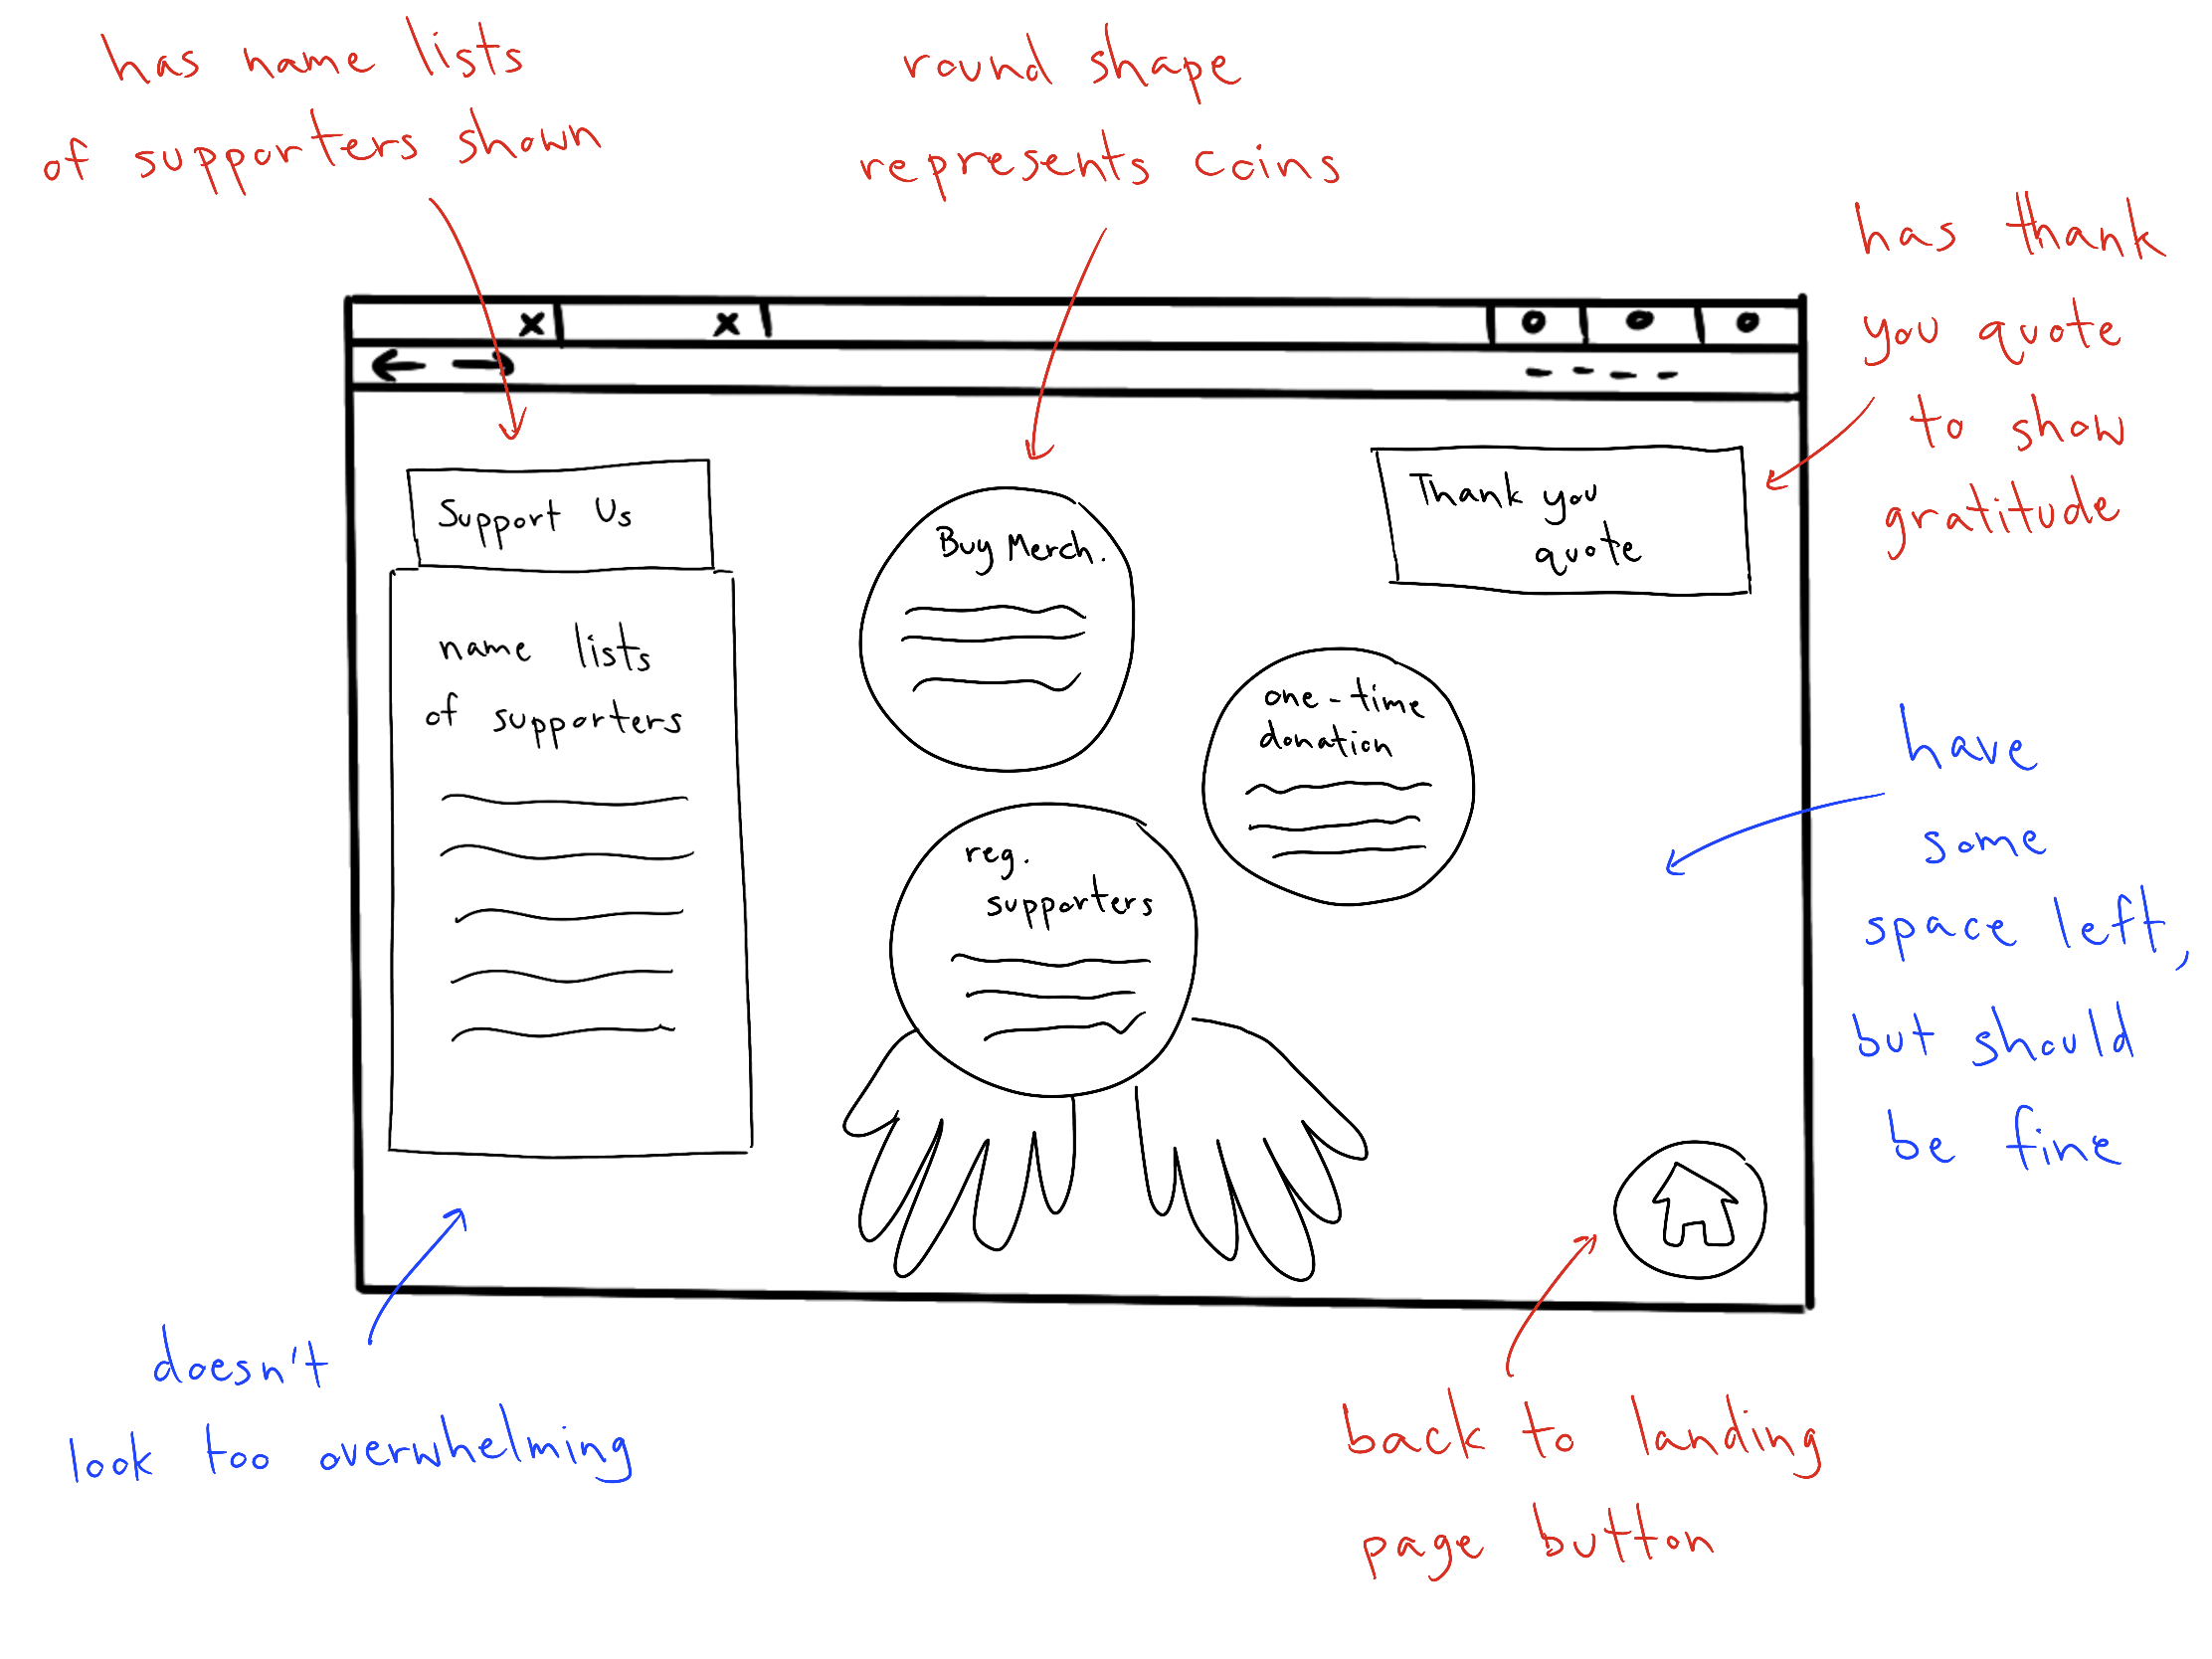 has name lists
of supporters shown
round shape
represents coins
has thank
you quote
to show
gratitude
x
x
Support Us
name lists
of supporters
Buy Merch.
one-time
donation
reg.
supporters
Thank you
quote
have
some
space left,
but should
be fine
doesn't
look too overwhelming
back to landing
page button